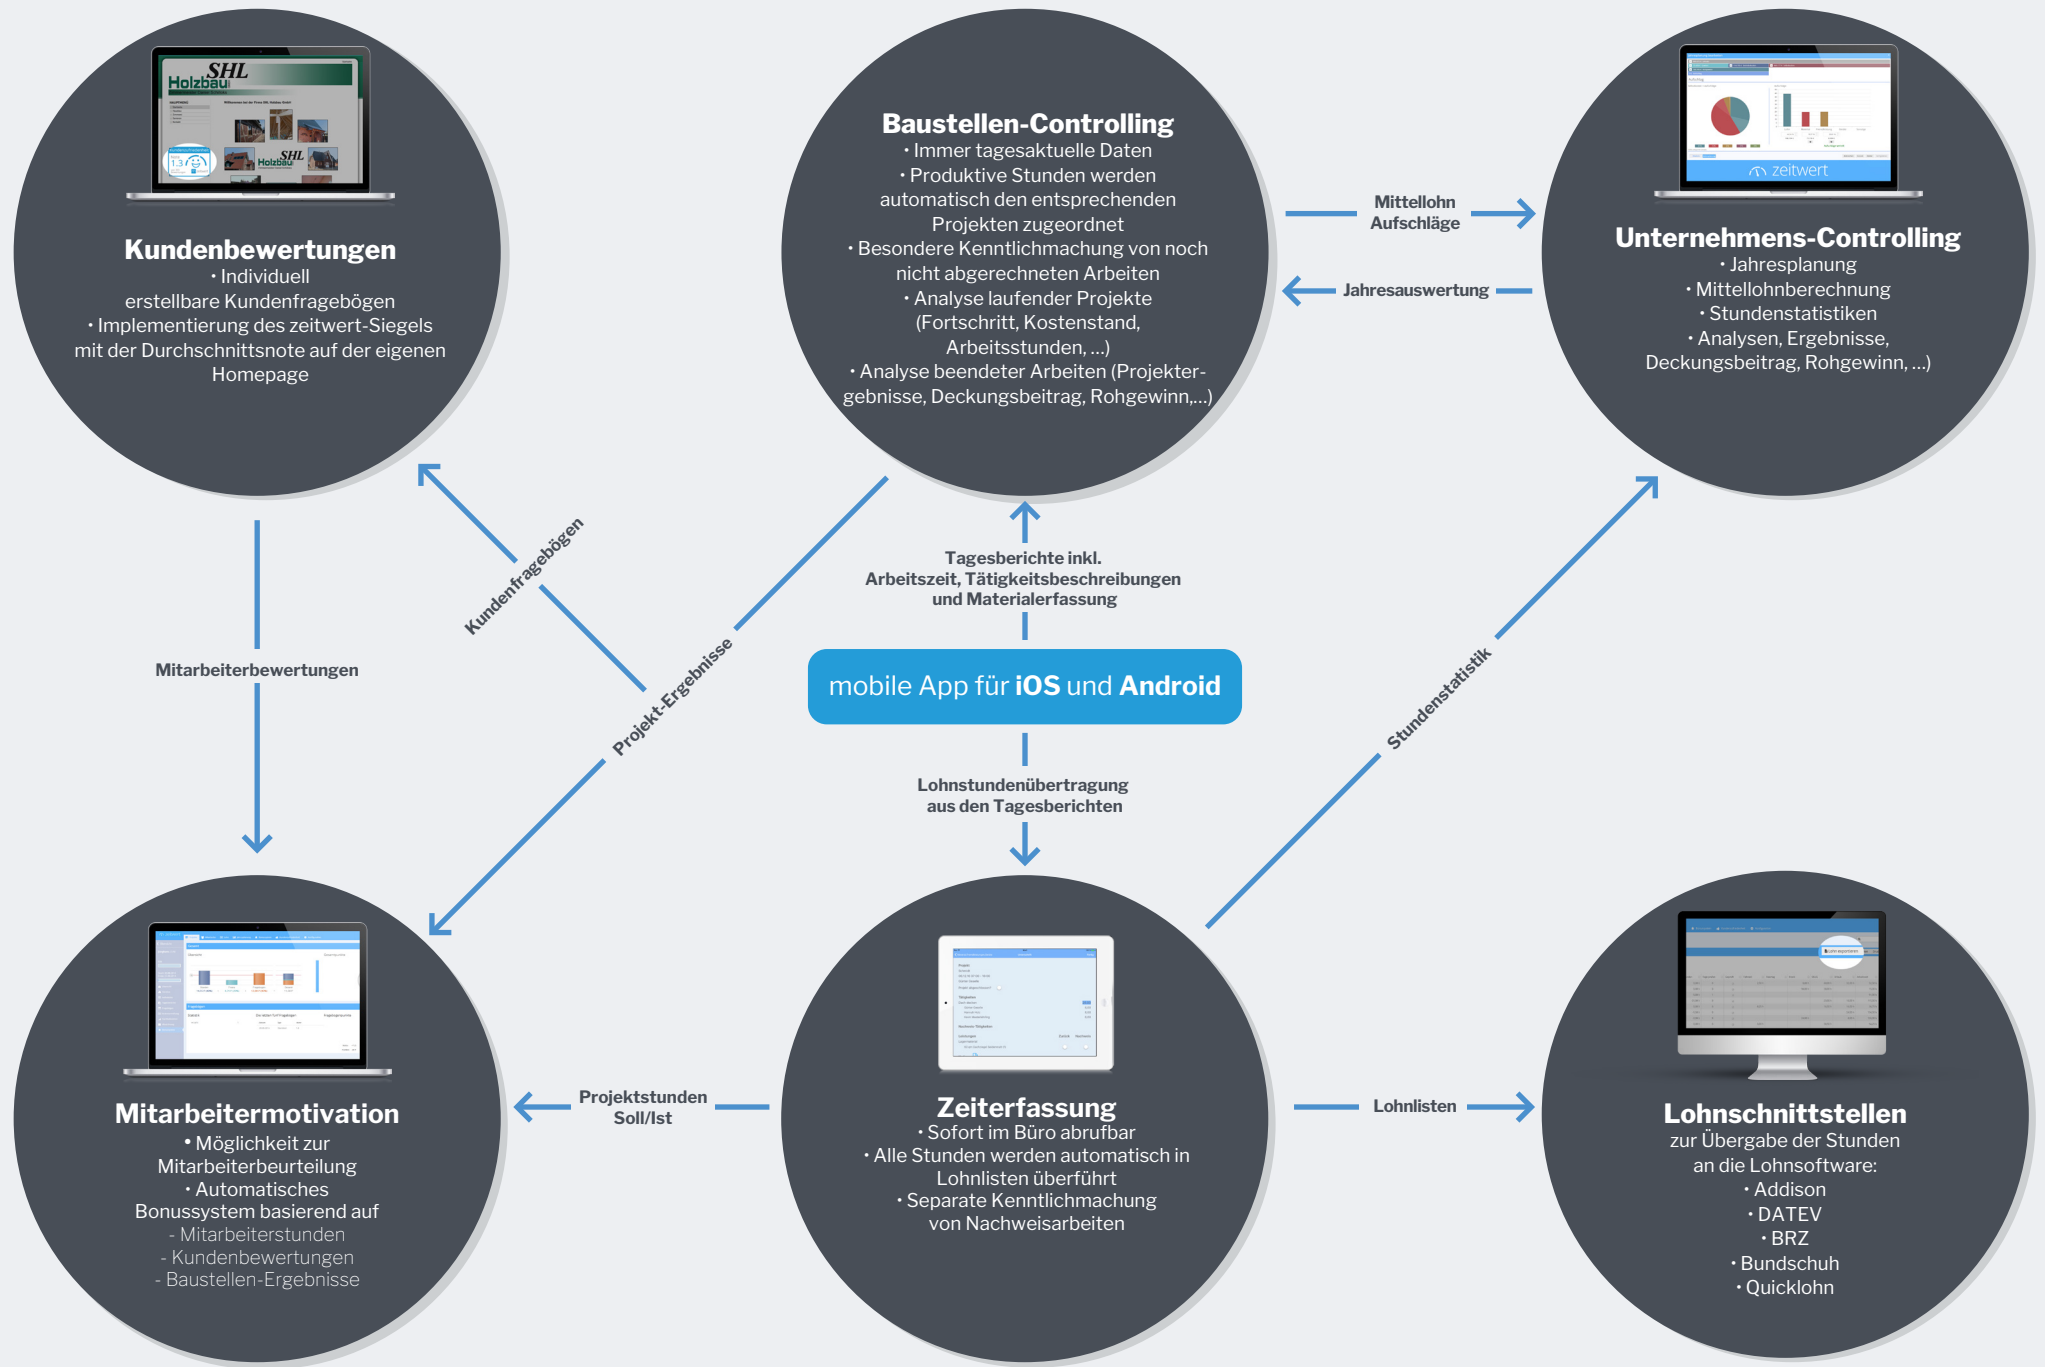 SHL
Holzbau
Kundenbewertungen
• Individuell
erstellbare Kundenfragebögen
• Implementierung des zeitwert-Siegels
mit der Durchschnittsnote auf der eigenen
Homepage
Baustellen-Controlling
• Immer tagesaktuelle Daten
• Produktive Stunden werden
automatisch den entsprechenden
Projekten zugeordnet
• Besondere Kenntlichmachung von noch
nicht abgerechneten Arbeiten
• Analyse laufender Projekte
(Fortschritt, Kostenstand,
Arbeitsstunden, ...)
• Analyse beendeter Arbeiten (Projekter-
gebnisse, Deckungsbeitrag, Rohgewinn,...)
Mittellohn
Aufschläge
Jahresauswertung
zeitwert
Unternehmens-Controlling
• Jahresplanung
• Mittellohnberechnung
• Stundenstatistiken
• Analysen, Ergebnisse,
Deckungsbeitrag, Rohgewinn, ...)
Kundenfragebögen
Mitarbeiterbewertungen
Projekt-Ergebnisse
Tagesberichte inkl.
Arbeitszeit, Tätigkeitsbeschreibungen
und Materialerfassung
mobile App für iOS und Android
Lohnstundenübertragung
aus den Tagesberichten
Stundenstatistik
Mitarbeitermotivation
• Möglichkeit zur
Mitarbeiterbeurteilung
• Automatisches
Bonussystem basierend auf
- Mitarbeiterstunden
- Kundenbewertungen
- Baustellen-Ergebnisse
Projektstunden
Soll/Ist
Zeiterfassung
• Sofort im Büro abrufbar
• Alle Stunden werden automatisch in
Lohnlisten überführt
• Separate Kenntlichmachung
von Nachweisarbeiten
Lohnlisten
Lohnschnittstellen
zur Übergabe der Stunden
an die Lohnsoftware:
• Addison
• DATEV
• BRZ
• Bundschuh
• Quicklohn